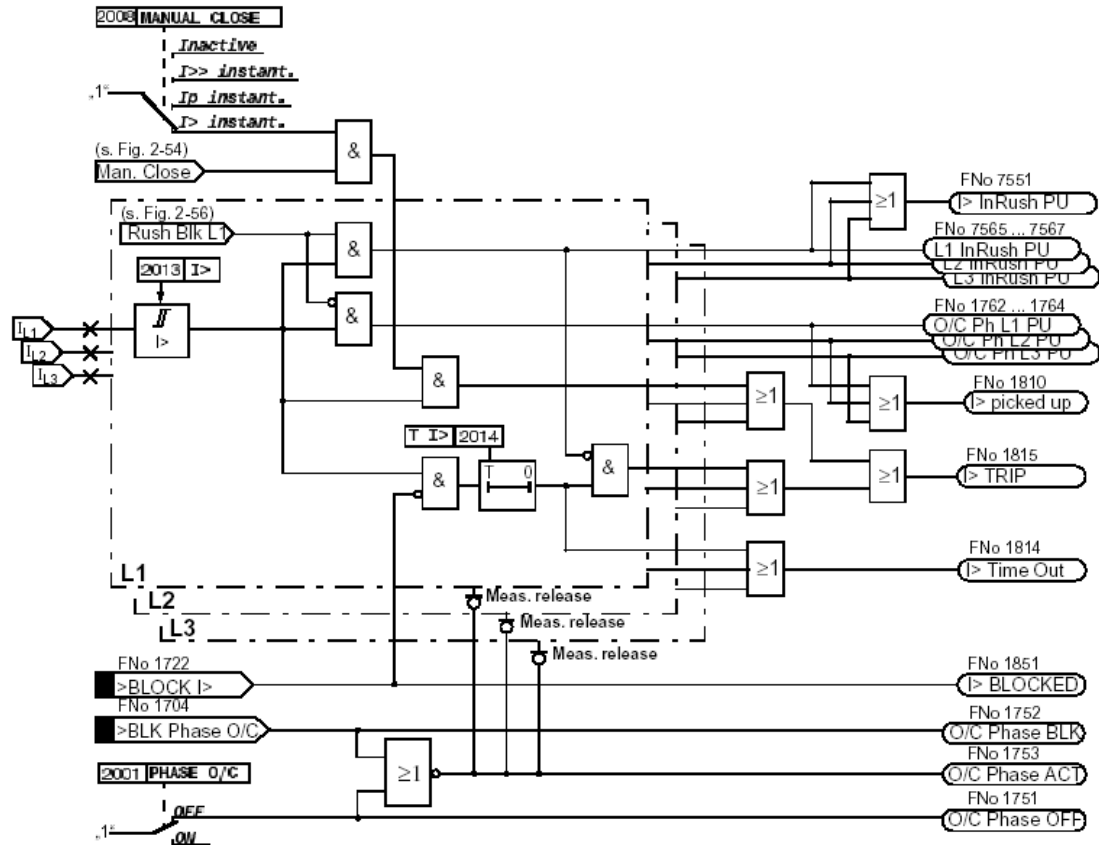 2008 MANUAL CLOSE
Inactive
I>> instant.
Ip instant.
„1“
I> instant.
(s. Fig. 2-54)
Man. Close
&
(s. Fig. 2-56)
Rush Blk L1
&
≥1
FNo 7551
I> InRush PU
FNo 7565 ... 7567
L1 InRush PU
L2 InRush PU
L3 InRush PU
2013 I>
I>
&
IL1
IL2
IL3
FNo 1762 ... 1764
O/C Ph L1 PU
O/C Ph L2 PU
O/C Ph L3 PU
&
≥1
≥1
FNo 1810
I> picked up
T I> 2014
T 0
&
&
≥1
≥1
FNo 1815
I> TRIP
≥1
FNo 1814
I> Time Out
L1
L2
L3
Meas. release
Meas. release
Meas. release
FNo 1722
>BLOCK I>
FNo 1851
I> BLOCKED
FNo 1704
>BLK Phase O/C
FNo 1752
O/C Phase BLK
≥1
FNo 1753
O/C Phase ACT
2001 PHASE O/C
OFF
„1“
ON
FNo 1751
O/C Phase OFF